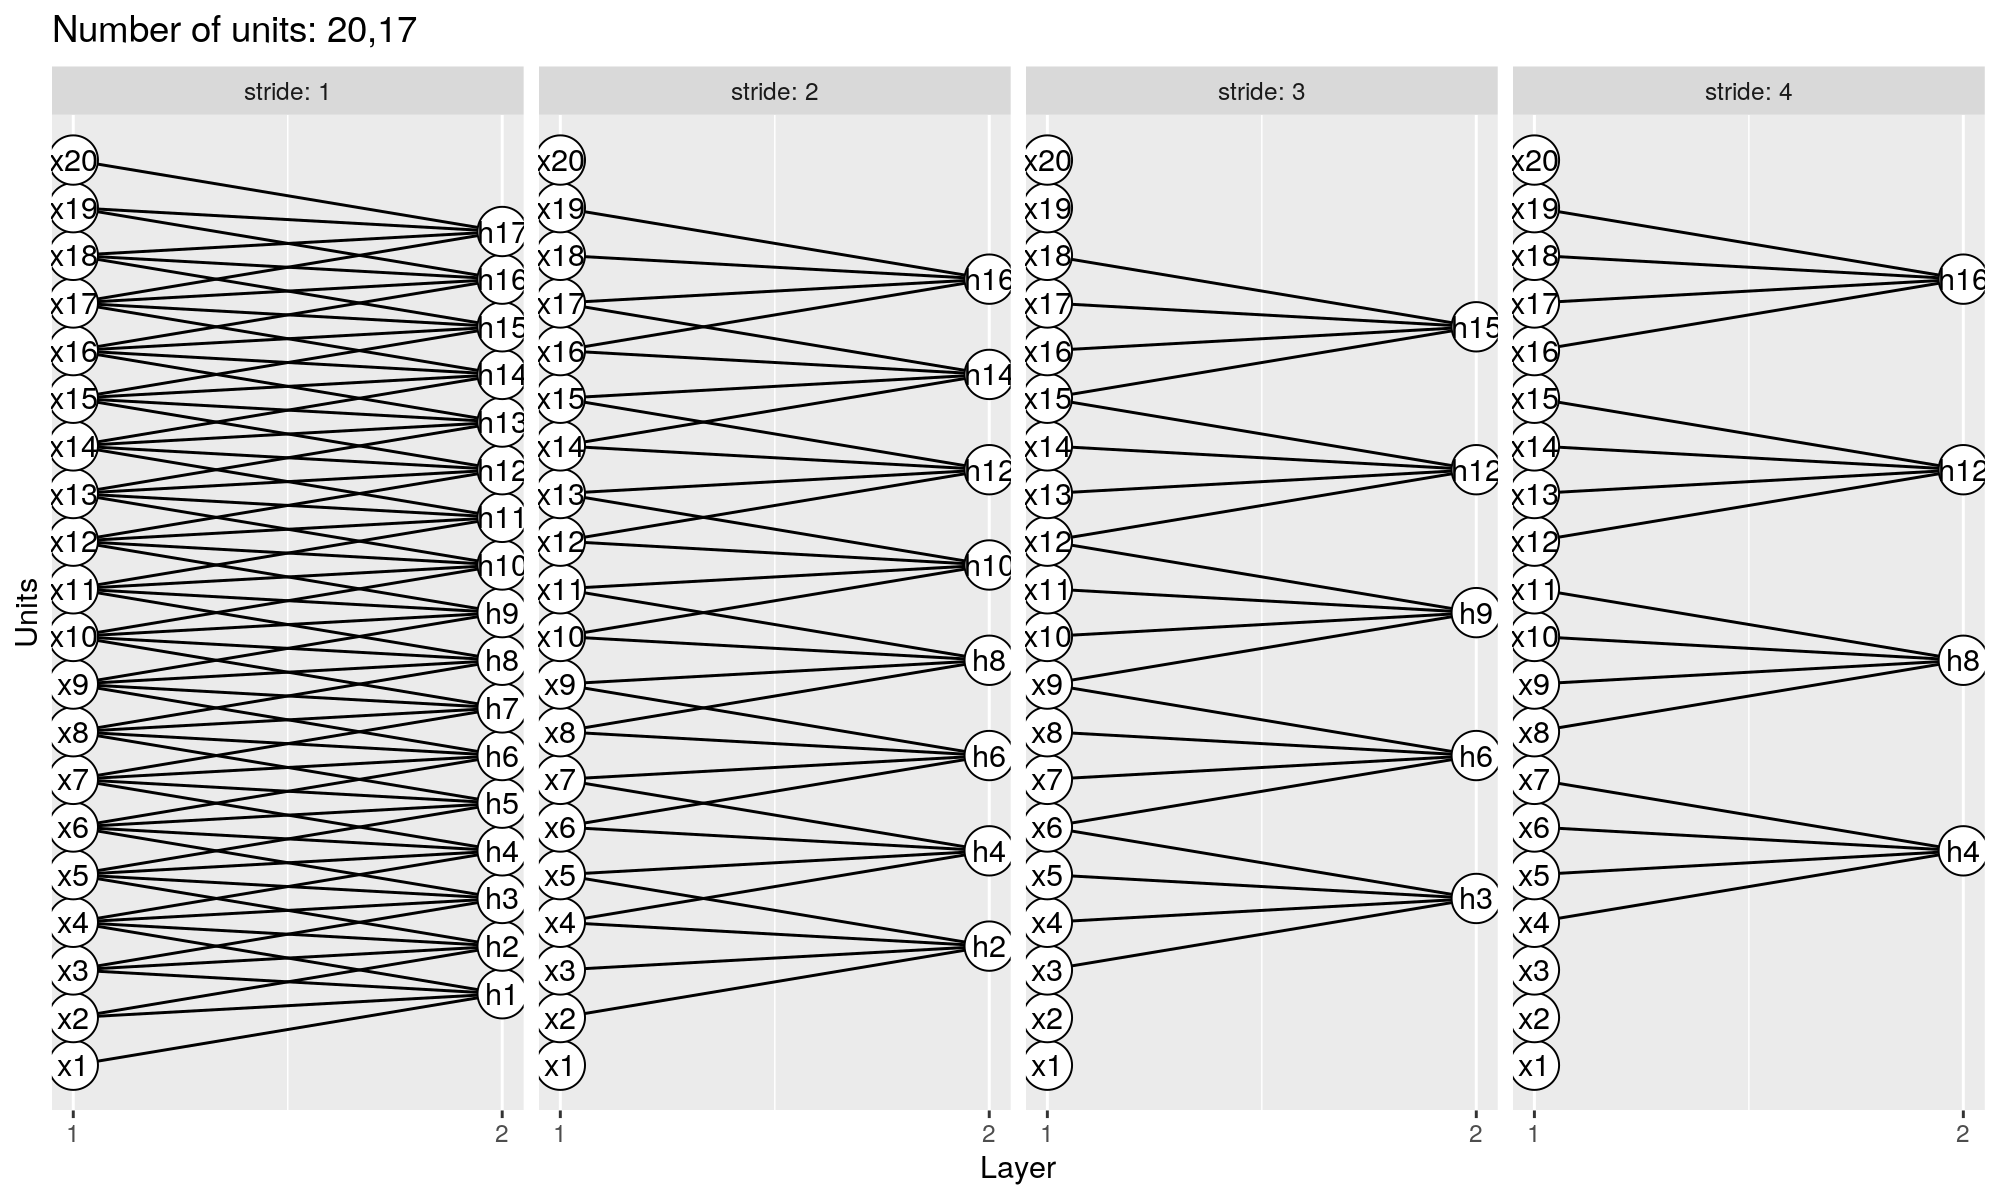 Number of units: 20,17
stride: 1
stride: 2
stride: 3
stride: 4
Units
x20
x19
x18
x17
x16
x15
x14
x13
x12
x11
x10
x9
x8
x7
x6
x5
x4
x3
x2
x1
h17
h16
h15
h14
h13
h12
h11
h10
h9
h8
h7
h6
h5
h4
h3
h2
h1
x20
x19
x18
x17
x16
x15
x14
x13
x12
x11
x10
x9
x8
x7
x6
x5
x4
x3
x2
x1
h16
h14
h12
h10
h8
h6
h4
h2
x20
x19
x18
x17
x16
x15
x14
x13
x12
x11
x10
x9
x8
x7
x6
x5
x4
x3
x2
x1
h15
h12
h9
h6
h3
x20
x19
x18
x17
x16
x15
x14
x13
x12
x11
x10
x9
x8
x7
x6
x5
x4
x3
x2
x1
h16
h12
h8
h4
1 2
1 2
1 2
1 2
Layer